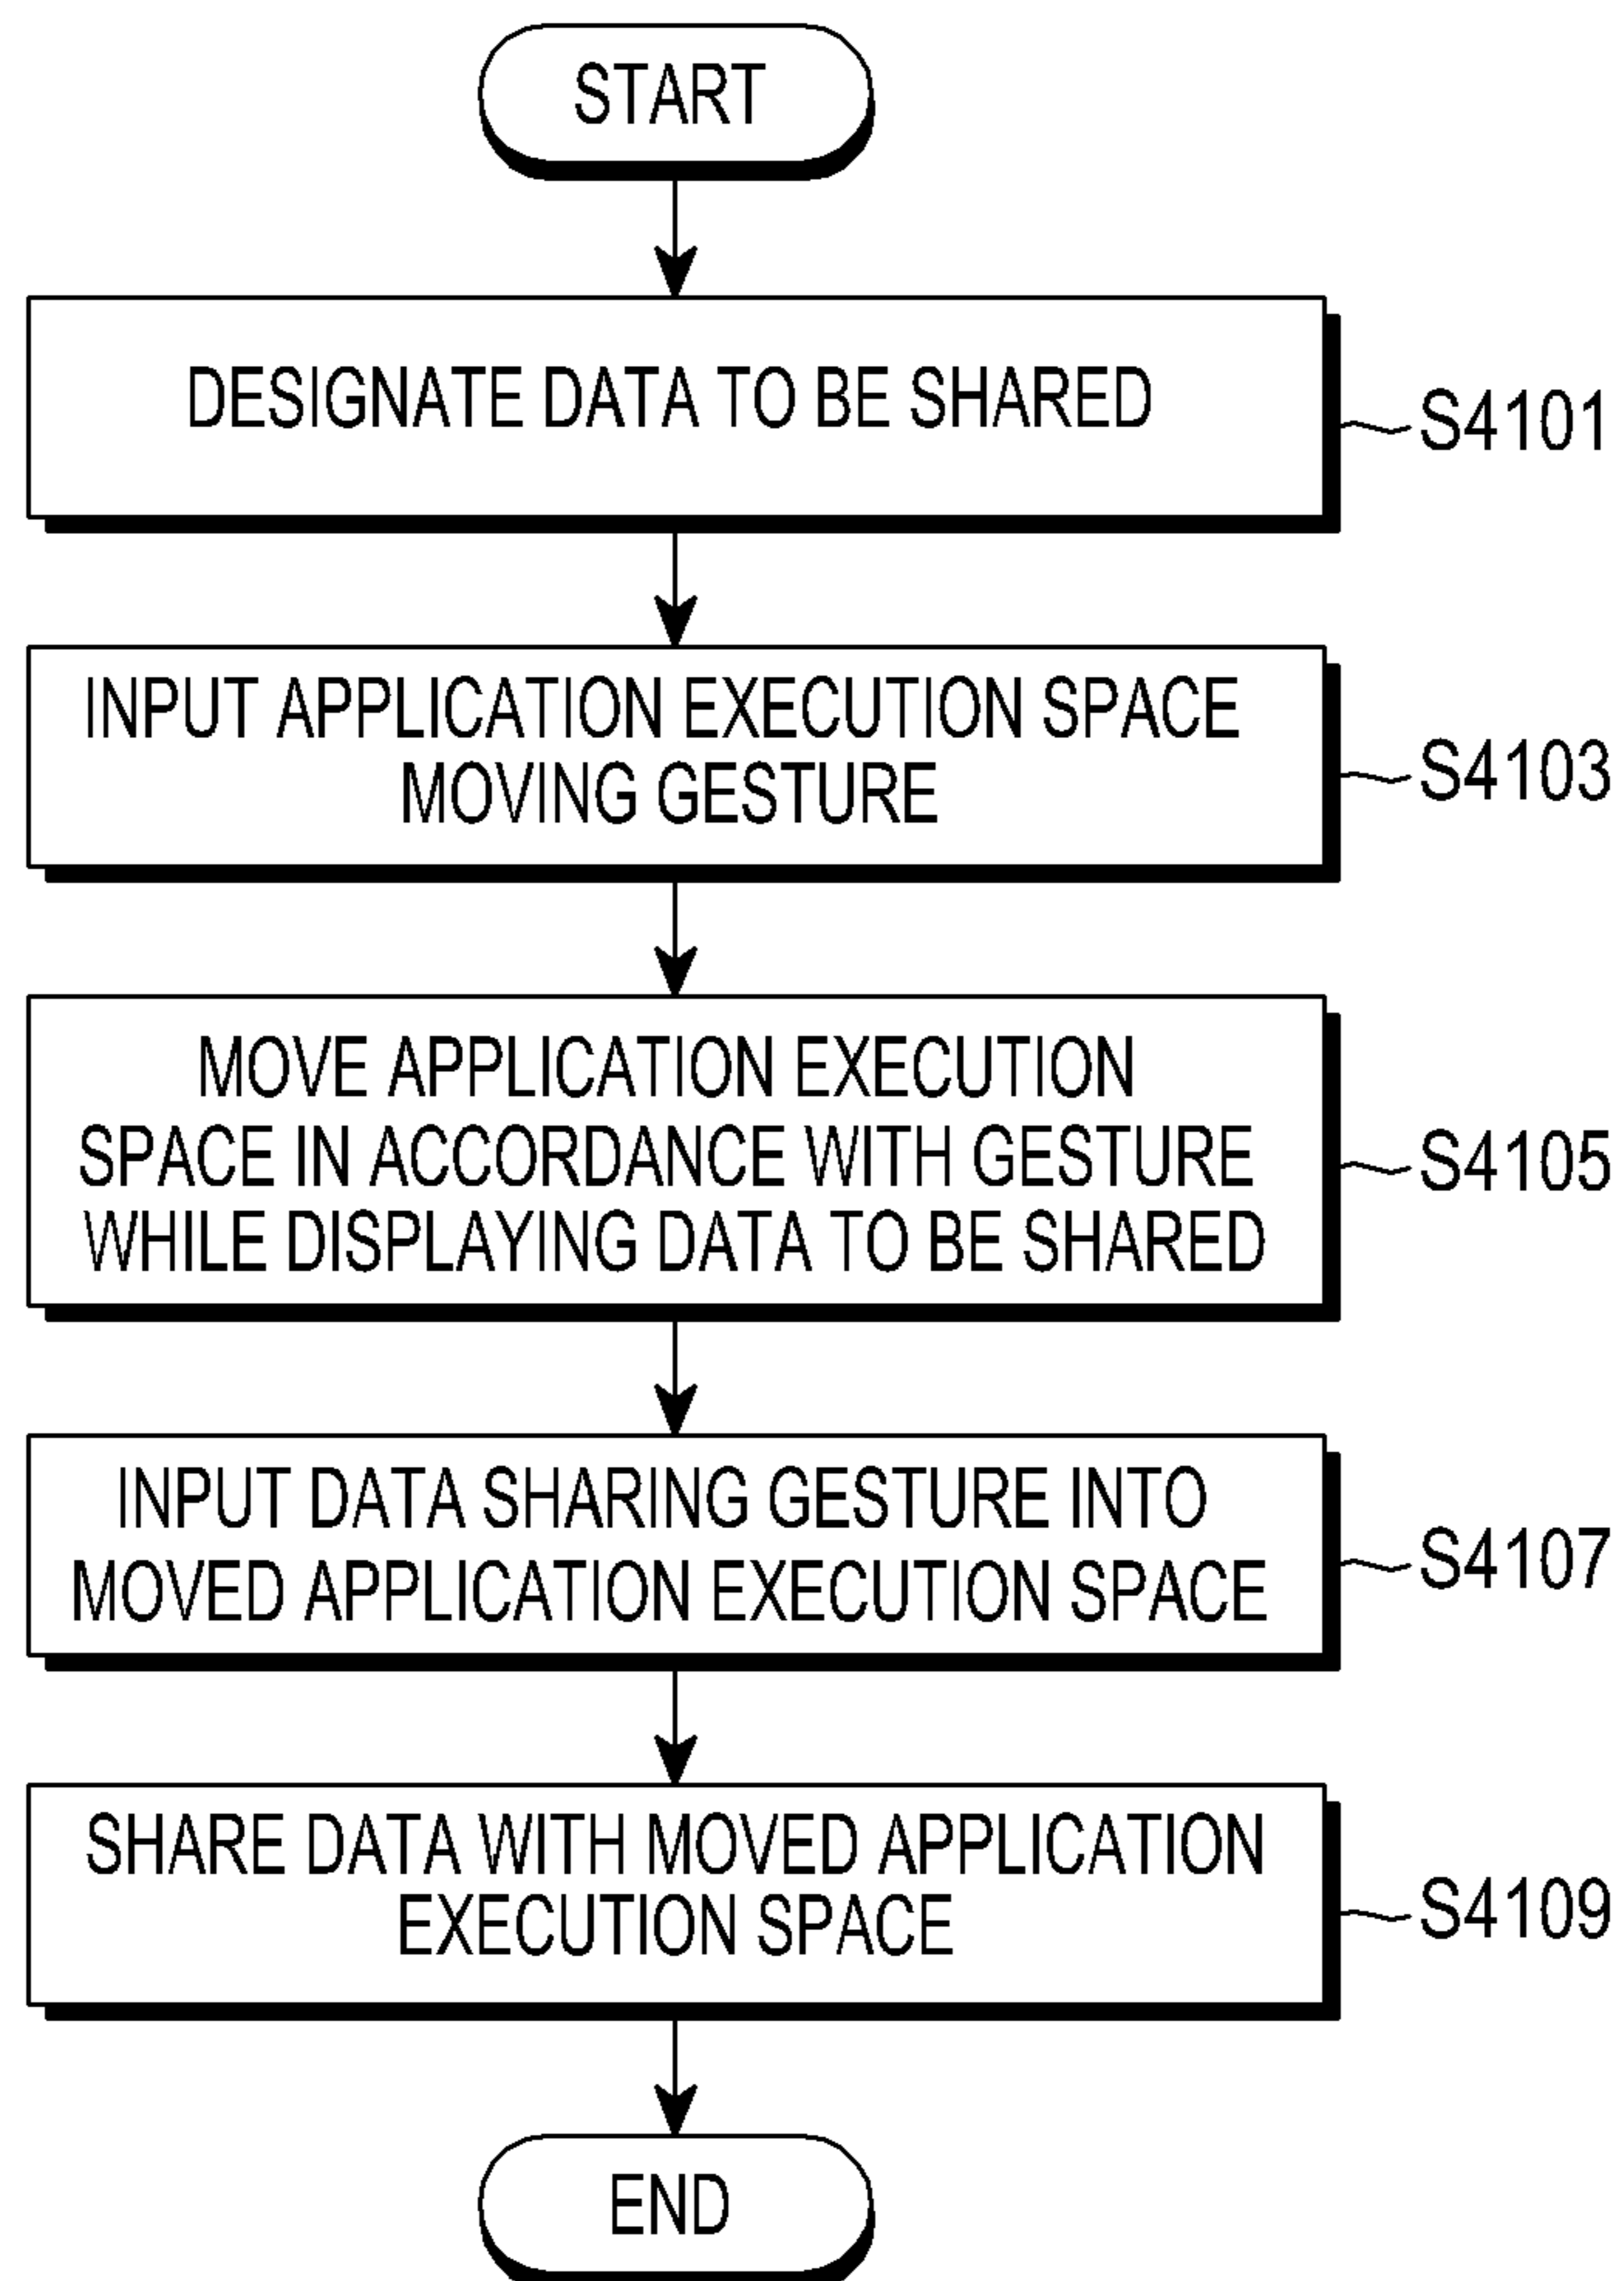 START
DESIGNATE DATA TO BE SHARED
S4101
INPUT APPLICATION EXECUTION SPACE
MOVING GESTURE
S4103
MOVE APPLICATION EXECUTION
SPACE IN ACCORDANCE WITH GESTURE
WHILE DISPLAYING DATA TO BE SHARED
S4105
INPUT DATA SHARING GESTURE INTO
MOVED APPLICATION EXECUTION SPACE
S4107
SHARE DATA WITH MOVED APPLICATION
EXECUTION SPACE
S4109
END